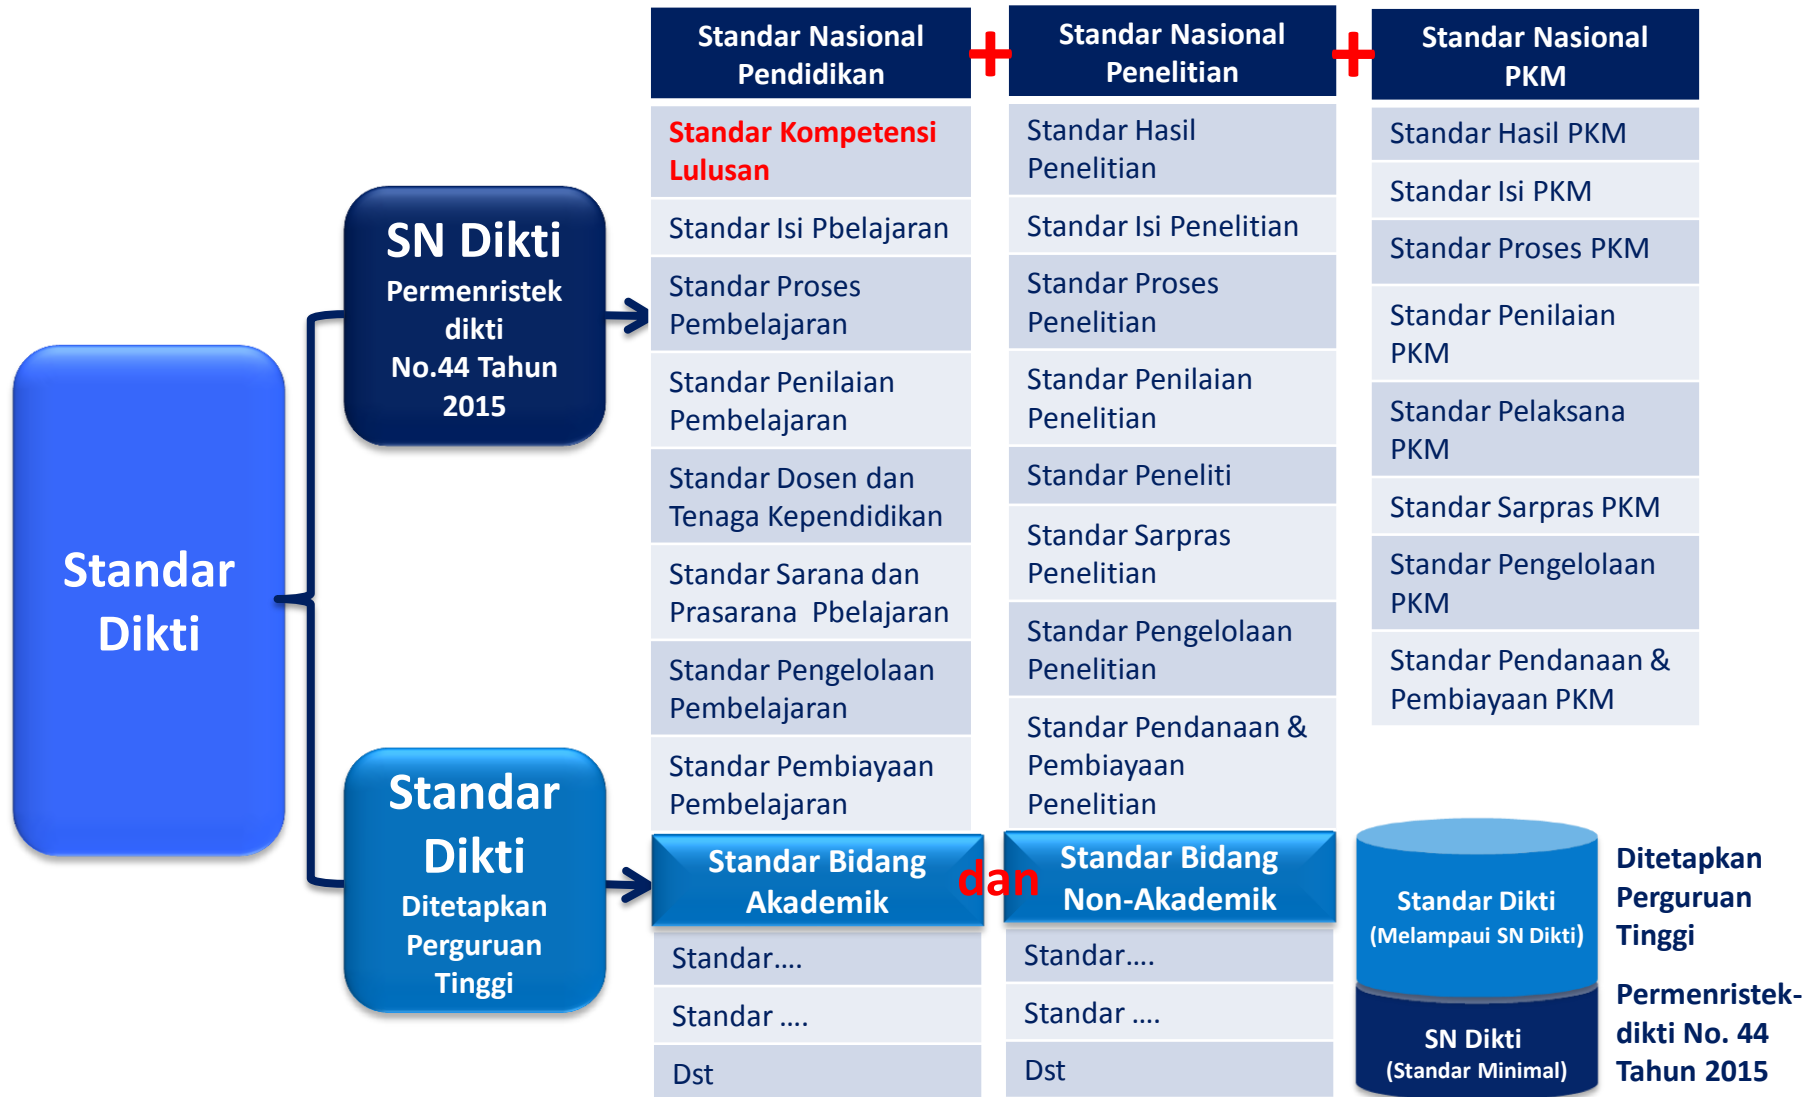 Standar
Dikti
SN Dikti
Permenristek
dikti
No.44 Tahun
2015
Standar
Dikti
Ditetapkan
Perguruan
Tinggi
Standar Nasional
Pendidikan
Standar Kompetensi
Lulusan
Standar Isi Pbelajaran
Standar Proses
Pembelajaran
Standar Penilaian
Pembelajaran
Standar Dosen dan
Tenaga Kependidikan
Standar Sarana dan
Prasarana Pbelajaran
Standar Pengelolaan
Pembelajaran
Standar Pembiayaan
Pembelajaran
+
Standar Nasional
Penelitian
Standar Hasil
Penelitian
Standar Isi Penelitian
Standar Proses
Penelitian
Standar Penilaian
Penelitian
Standar Peneliti
Standar Sarpras
Penelitian
Standar Pengelolaan
Penelitian
Standar Pendanaan &
Pembiayaan
Penelitian
+
Standar Nasional
PKM
Standar Hasil PKM
Standar Isi PKM
Standar Proses PKM
Standar Penilaian
PKM
Standar Pelaksana
PKM
Standar Sarpras PKM
Standar Pengelolaan
PKM
Standar Pendanaan &
Pembiayaan PKM
Standar Bidang
Akademik
Standar....
Standar ....
Dst
dan
Standar Bidang
Non-Akademik
Standar....
Standar ....
Dst
Standar Dikti
(Melampaui SN Dikti)
SN Dikti
(Standar Minimal)
Ditetapkan
Perguruan
Tinggi
Permenristek-
dikti No. 44
Tahun 2015